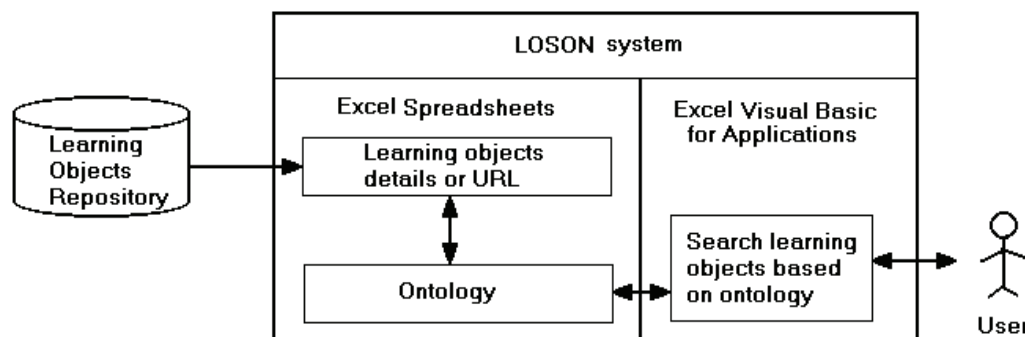 LOSON system
Excel Spreadsheets
Excel Visual Basic
for Applications
Learning
Objects
Repository
Learning objects
details or URL
Ontology
Search learning
objects based
on ontology
User